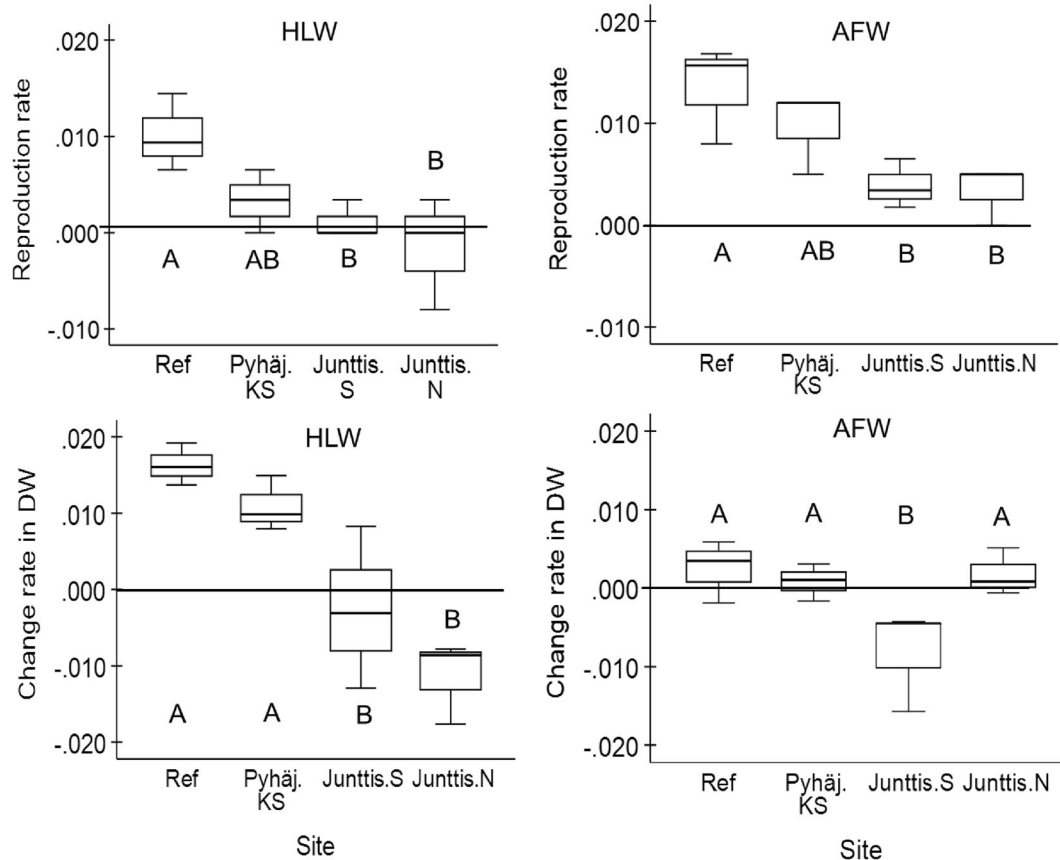 HLW
Reproduction rate
.020
.010
.000
-.010
B
A AB B
Ref Pyhäj. Junttis. Junttis.
KS S N
AFW
Reproduction rate
.020
.010
.000
-.010
A AB B B
Ref Pyhäj. Junttis.S Junttis.N
KS
HLW
Change rate in DW
.020
.010
.000
-.010
-.020
B
A A B
Ref Pyhäj. Junttis.S Junttis.N
KS
Site
AFW
Change rate in DW
.020
.010
.000
-.010
-.020
A A B A
Ref Pyhäj. Junttis.S Junttis.N
KS
Site